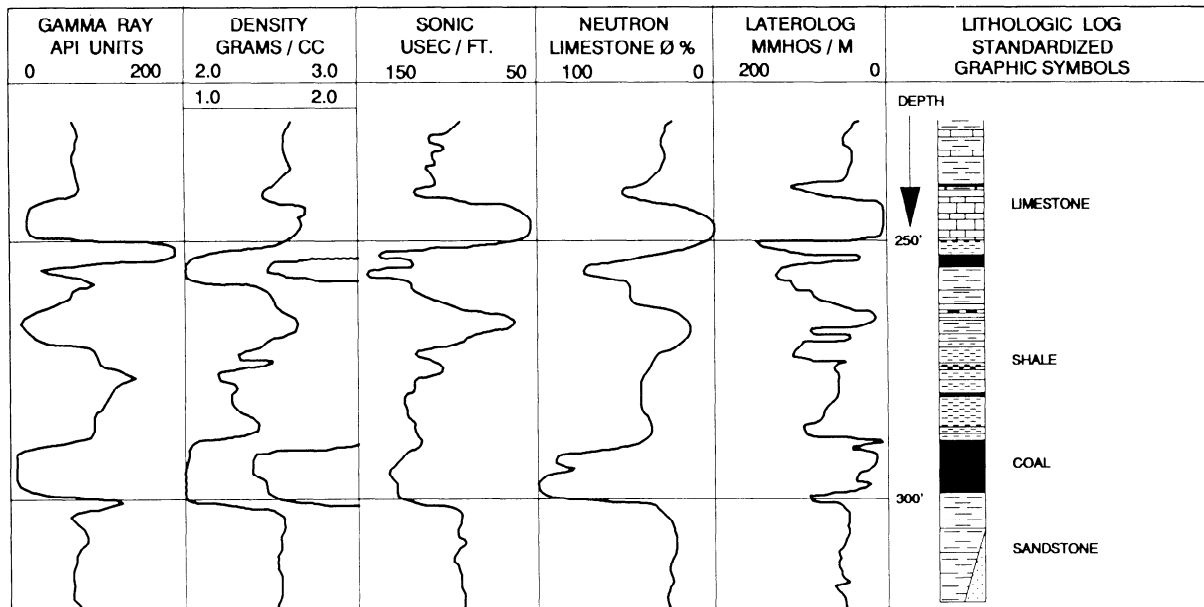 GAMMA RAY
API UNITS
0 200
DENSITY
GRAMS / CC
2.0 3.0
1.0 2.0
SONIC
USEC / FT.
150 50
NEUTRON
LIMESTONE Ø %
100 0
LATEROLOG
MMHOS / M
200 0
LITHOLOGIC LOG
STANDARDIZED
GRAPHIC SYMBOLS
DEPTH
LIMESTONE
250'
SHALE
COAL
300'
SANDSTONE